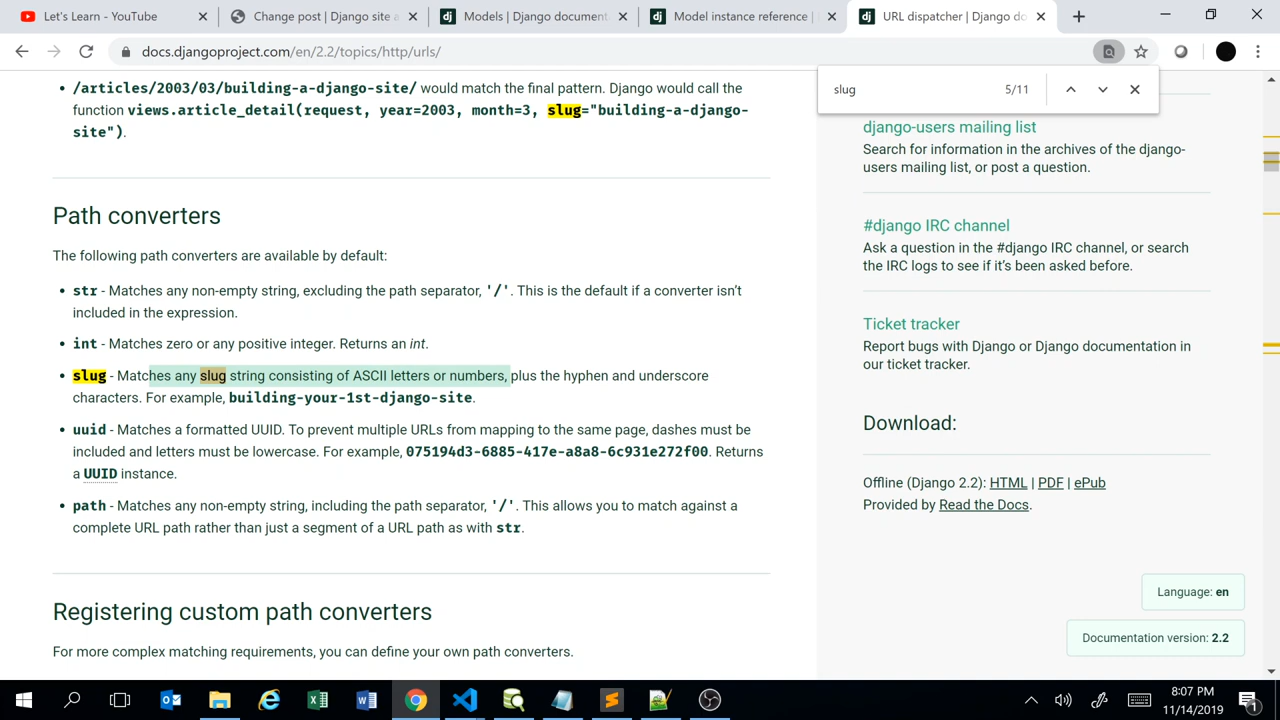 Let's Learn - YouTube
Change post | Django site a
Models | Django document
Model instance reference |
URL dispatcher | Django do
docs.djangoproject.com/en/2.2/topics/http/urls/
slug
5/11
/articles/2003/03/building-a-django-site/ would match the final pattern. Django would call the
function views.article_detail(request, year=2003, month=3, slug="building-a-django-
site").
Path converters
The following path converters are available by default:
str - Matches any non-empty string, excluding the path separator, '/'. This is the default if a converter isn't
included in the expression.
int - Matches zero or any positive integer. Returns an int.
slug - Matches any slug string consisting of ASCII letters or numbers, plus the hyphen and underscore
characters. For example, building-your-1st-django-site.
uuid - Matches a formatted UUID. To prevent multiple URLs from mapping to the same page, dashes must be
included and letters must be lowercase. For example, 075194d3-6885-417e-a8a8-6c931e272f00. Returns
a UUID instance.
path - Matches any non-empty string, including the path separator, '/'. This allows you to match against a
complete URL path rather than just a segment of a URL path as with str.
Registering custom path converters
For more complex matching requirements, you can define your own path converters.
django-users mailing list
Search for information in the archives of the django-
users mailing list, or post a question.
#django IRC channel
Ask a question in the #django IRC channel, or search
the IRC logs to see if it's been asked before.
Ticket tracker
Report bugs with Django or Django documentation in
our ticket tracker.
Download:
Offline (Django 2.2): HTML | PDF | ePub
Provided by Read the Docs.
Language: en
Documentation version: 2.2
8:07 PM
11/14/2019
1